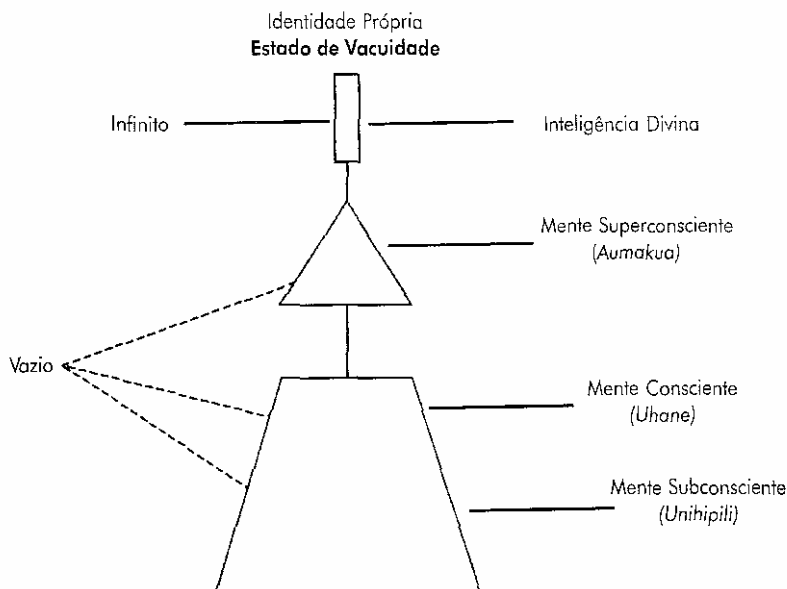 Identidade Própria
Estado de Vacuidade
Infinito
Inteligência Divina
Mente Superconsciente
(Aumakua)
Vazio
Mente Consciente
(Uhane)
Mente Subconsciente
(Unihipili)